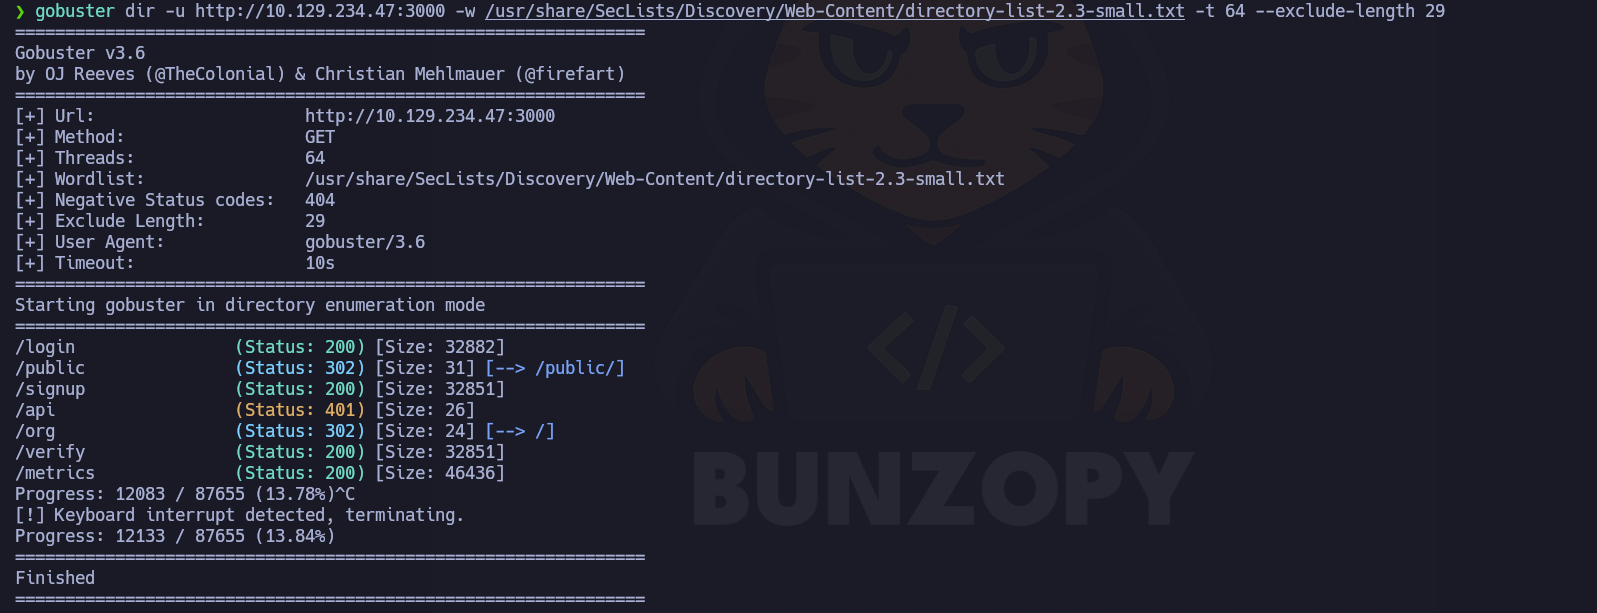 ❯ gobuster dir -u http://10.129.234.47:3000 -w /usr/share/SecLists/Discovery/Web-Content/directory-list-2.3-small.txt -t 64 --exclude-length 29
===============================================================
Gobuster v3.6
by OJ Reeves (@TheColonial) & Christian Mehlmauer (@firefart)
===============================================================
[+] Url:                     http://10.129.234.47:3000
[+] Method:                  GET
[+] Threads:                 64
[+] Wordlist:                /usr/share/SecLists/Discovery/Web-Content/directory-list-2.3-small.txt
[+] Negative Status codes:   404
[+] Exclude Length:          29
[+] User Agent:              gobuster/3.6
[+] Timeout:                 10s
===============================================================
Starting gobuster in directory enumeration mode
===============================================================
/login                (Status: 200) [Size: 32882]
/public               (Status: 302) [Size: 31] [--> /public/]
/signup               (Status: 200) [Size: 32851]
/api                  (Status: 401) [Size: 26]
/org                  (Status: 302) [Size: 24] [--> /]
/verify               (Status: 200) [Size: 32851]
/metrics              (Status: 200) [Size: 46436]
Progress: 12083 / 87655 (13.78%)^C
[!] Keyboard interrupt detected, terminating.
Progress: 12133 / 87655 (13.84%)
===============================================================
Finished
===============================================================
</>
BUNZOPY